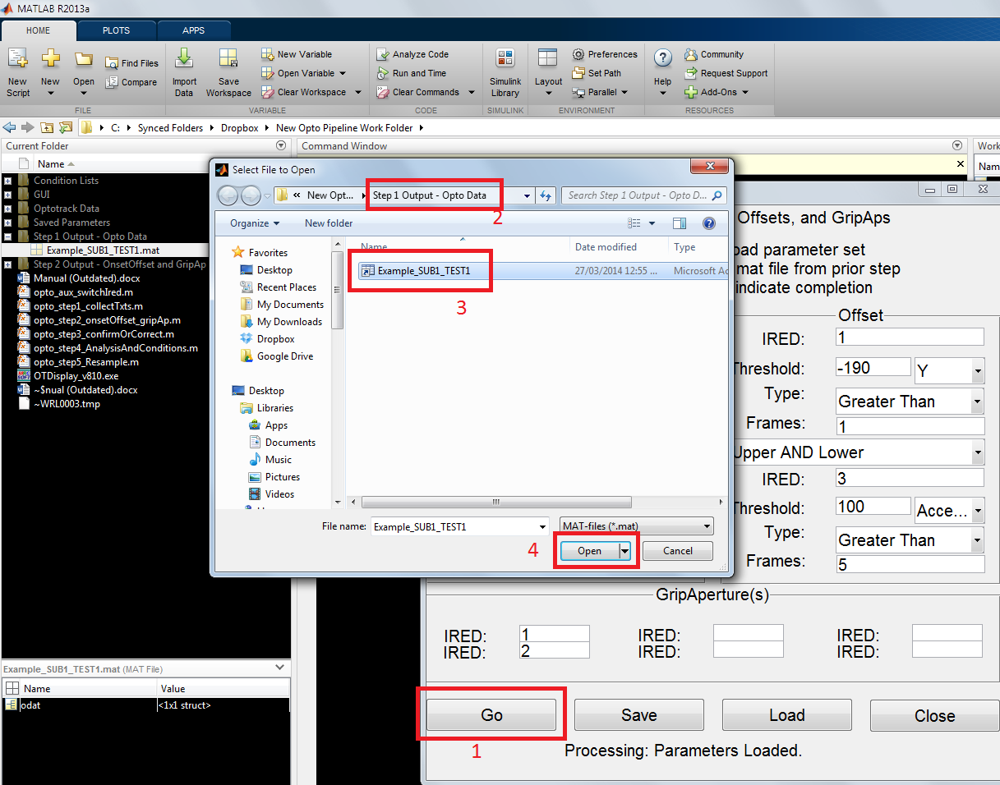 MATLAB R2013a
HOME PLOTS APPS
New Script
New
Open
Find Files
Compare
FILE
Import Data
Save Workspace
New Variable
Open Variable
Clear Workspace
VARIABLE
Analyze Code
Run and Time
Clear Commands
CODE
Simulink Library
SIMULINK
Layout
Preferences
Set Path
Parallel
ENVIRONMENT
Help
Community
Request Support
Add-Ons
RESOURCES
C: Synced Folders Dropbox New Opto Pipeline Work Folder
Current Folder
Name
Condition Lists
GUI
Optotrack Data
Saved Parameters
Step 1 Output - Opto Data
Example_SUB1_TEST1.mat
Step 2 Output - OnsetOffset and GripAp
Manual (Outdated).docx
opto_aux_switchIred.m
opto_step1_collectTxts.m
opto_step2_onsetOffset_gripAp.m
opto_step3_confirmOrCorrect.m
opto_step4_AnalysisAndConditions.m
opto_step5_Resample.m
OTDisplay_v810.exe
~$nual (Outdated).docx
~WRL0003.tmp
Example_SUB1_TEST1.mat (MAT File)
Name Value
odat <1x1 struct>
Command Window
Work
Nam
Select File to Open
« New Opt... Step 1 Output - Opto Data
Search Step 1 Output - Opto D...
2
Organize New folder
Favorites
Desktop
Recent Places
My Documents
My Downloads
Dropbox
Google Drive
Desktop
Libraries
Apps
Documents
Music
Pictures
Videos
Name Date modified Type
Example_SUB1_TEST1 27/03/2014 12:55 ... Microsoft Ac
3
File name: Example_SUB1_TEST1 MAT-files (*.mat)
4
Open Cancel
Offsets, and GripAps
oad parameter set
mat file from prior step
indicate completion
Offset
IRED: 1
Threshold: -190 Y
Type: Greater Than
Frames: 1
Upper AND Lower
IRED: 3
Threshold: 100 Acce...
Type: Greater Than
Frames: 5
GripAperture(s)
IRED: 1 IRED: IRED:
IRED: 2 IRED: IRED:
Go Save Load Close
1
Processing: Parameters Loaded.